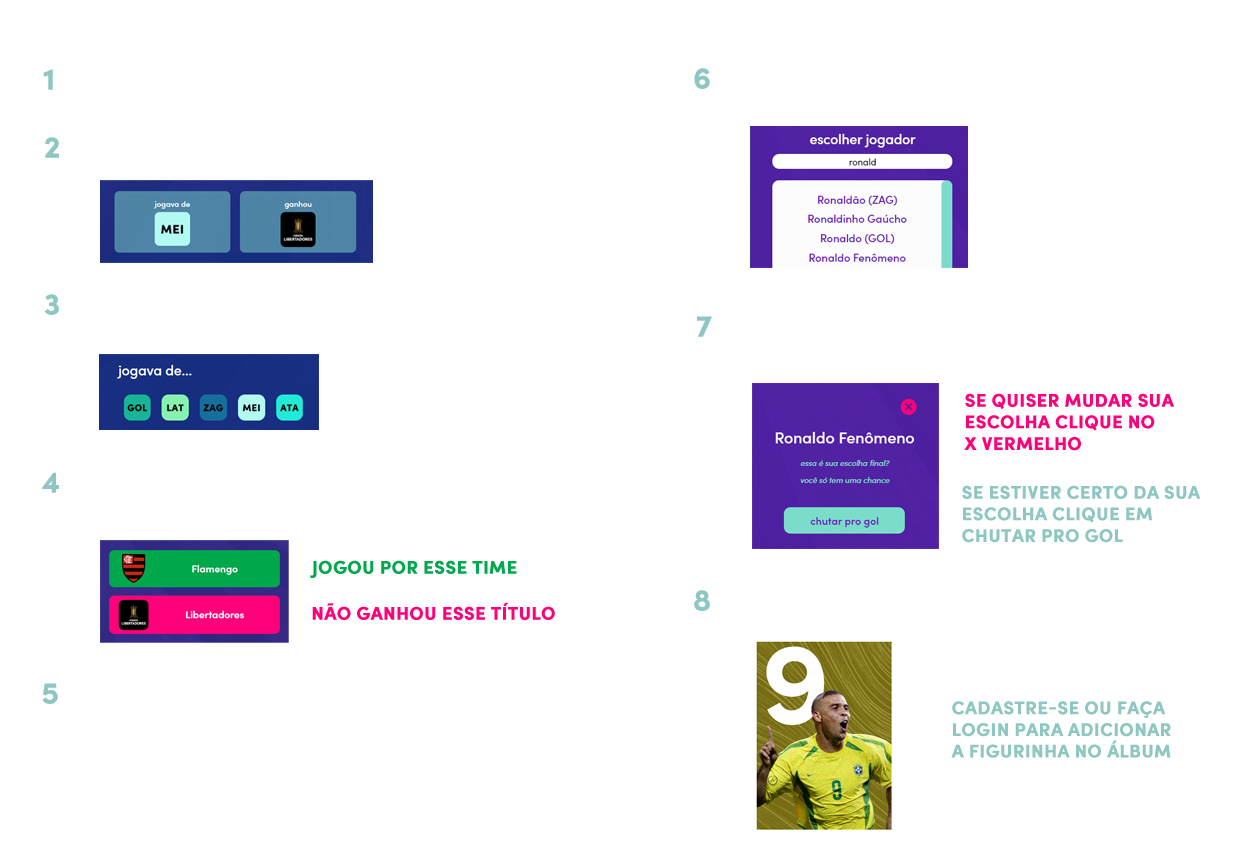 1
2
jogava de
MEI
ganhou
LIBERTADORES
3
jogava de...
GOL LAT ZAG MEI ATA
4
Flamengo
JOGOU POR ESSE TIME
LIBERTADORES
Libertadores
NÃO GANHOU ESSE TÍTULO
5
6
escolher jogador
ronald
Ronaldão (ZAG)
Ronaldinho Gaúcho
Ronaldo (GOL)
Ronaldo Fenômeno
7
Ronaldo Fenômeno
essa é sua escolha final?
você só tem uma chance
chutar pro gol
SE QUISER MUDAR SUA
ESCOLHA CLIQUE NO
X VERMELHO
SE ESTIVER CERTO DA SUA
ESCOLHA CLIQUE EM
CHUTAR PRO GOL
8
9
9
CADASTRE-SE OU FAÇA
LOGIN PARA ADICIONAR
A FIGURINHA NO ÁLBUM